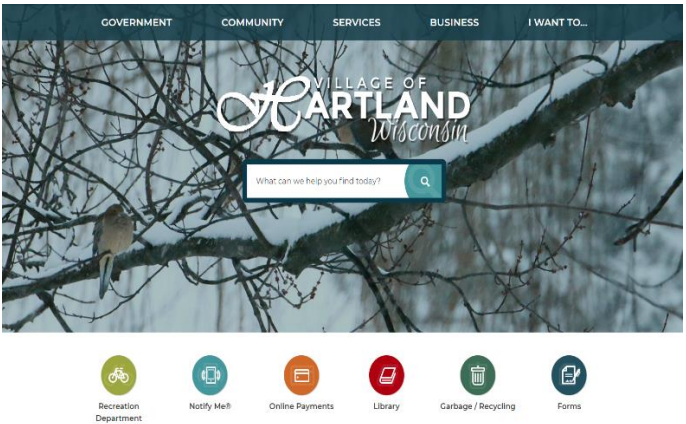 GOVERNMENT COMMUNITY SERVICES BUSINESS I WANT TO...
VILLAGE OF
HARTLAND
Wisconsin
What can we help you find today?
Recreation Department
Notify Me®
Online Payments
Library
Garbage / Recycling
Forms